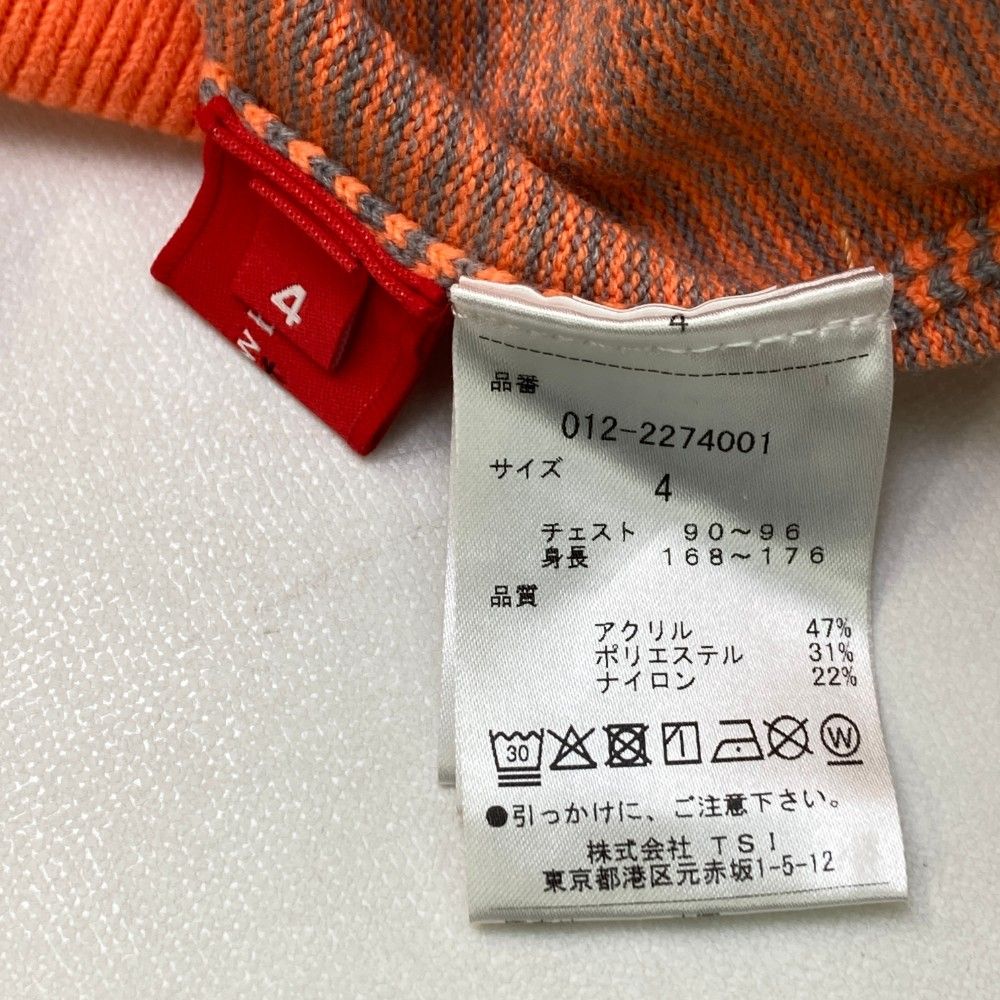 4
4
品番
012-2274001
サイズ
4
チェスト 90～96
身長 168～176
品質
アクリル 47%
ポリエステル 31%
ナイロン 22%
30
W
●引っかけに、ご注意下さい。
株式会社 TSI
東京都港区元赤坂1-5-12